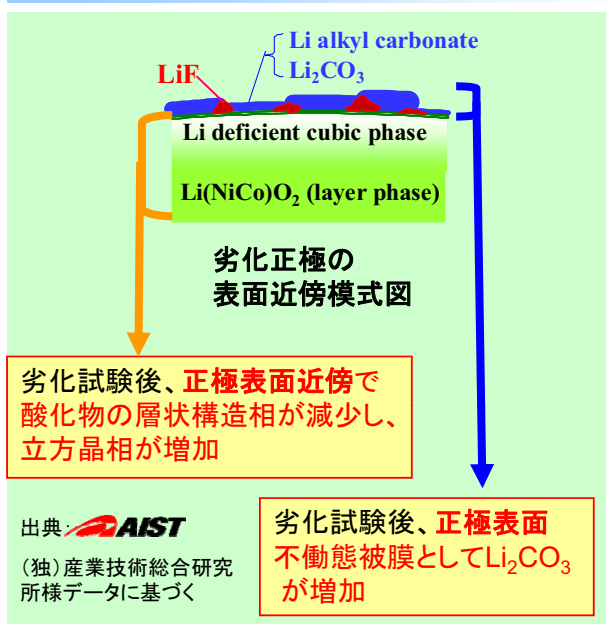 Li alkyl carbonate
LiF
Li₂CO₃
Li deficient cubic phase
Li(NiCo)O₂ (layer phase)
劣化正極の
表面近傍模式図
劣化試験後、正極表面近傍で
酸化物の層状構造相が減少し、
立方晶相が増加
出典:AIST
（独）産業技術総合研究
所様データに基づく
劣化試験後、正極表面
不働態被膜としてLi₂CO₃
が増加